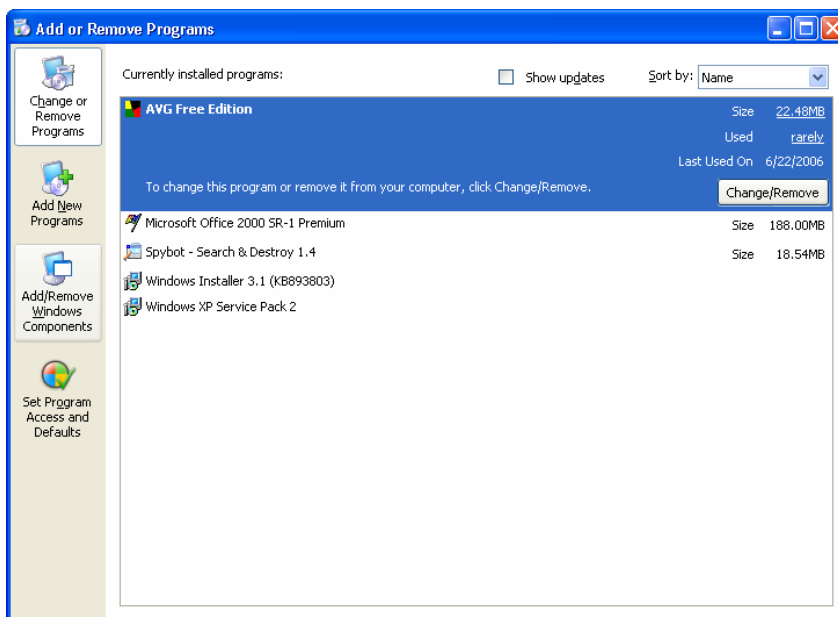 Add or Remove Programs
Change or
Remove
Programs
Add New
Programs
Add/Remove
Windows
Components
Set Program
Access and
Defaults
Currently installed programs:
Show updates
Sort by: Name
AVG Free Edition
Size 22.48MB
Used rarely
Last Used On 6/22/2006
To change this program or remove it from your computer, click Change/Remove.
Change/Remove
Microsoft Office 2000 SR-1 Premium Size 188.00MB
Spybot - Search & Destroy 1.4 Size 18.54MB
Windows Installer 3.1 (KB893803)
Windows XP Service Pack 2